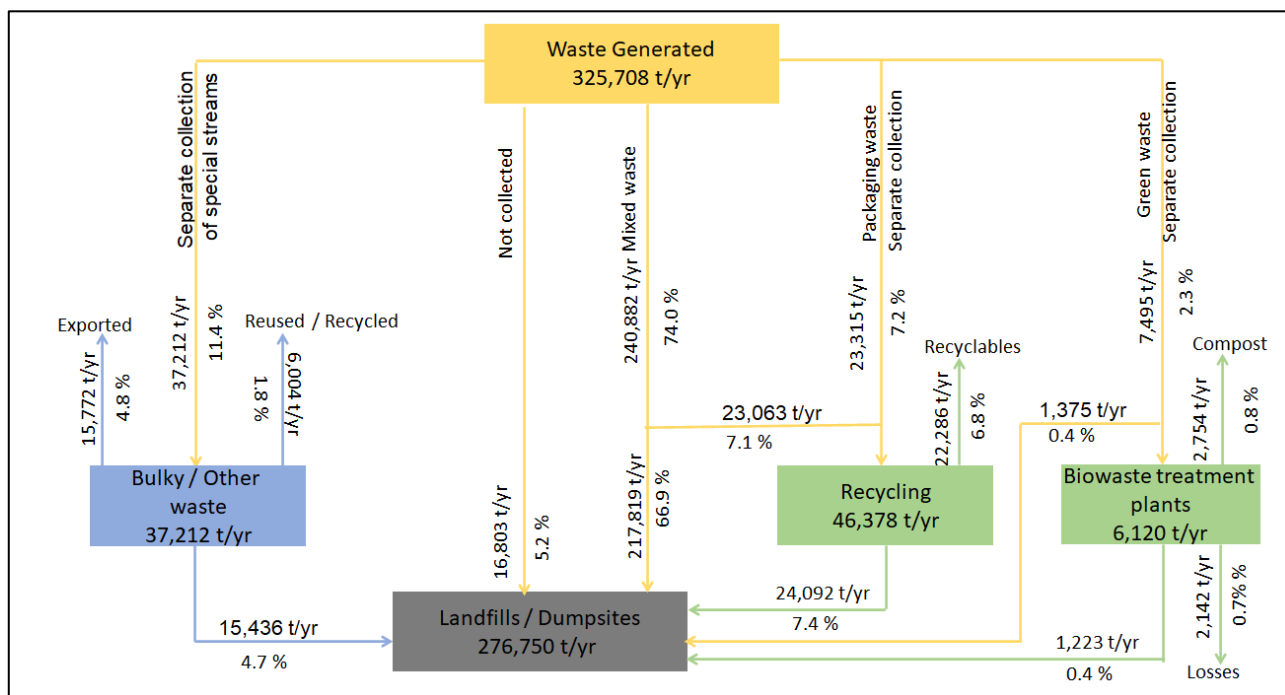 Waste Generated
325,708 t/yr
Separate collection
of special streams
37,212 t/yr
11.4 %
Not collected
16,803 t/yr
5.2 %
Mixed waste
240,882 t/yr
74.0 %
Packaging waste
Separate collection
23,315 t/yr
7.2 %
Green waste
Separate collection
7,495 t/yr
2.3 %
Exported
15,772 t/yr
4.8 %
Reused / Recycled
6,004 t/yr
1.8 %
23,063 t/yr
7.1 %
217,819 t/yr
66.9 %
Recyclables
22,286 t/yr
6.8 %
1,375 t/yr
0.4 %
Compost
2,754 t/yr
0.8 %
Bulky / Other
waste
37,212 t/yr
Recycling
46,378 t/yr
Biowaste treatment
plants
6,120 t/yr
15,436 t/yr
4.7 %
Landfills / Dumpsites
276,750 t/yr
24,092 t/yr
7.4 %
1,223 t/yr
0.4 %
2,142 t/yr
0.7% %
Losses